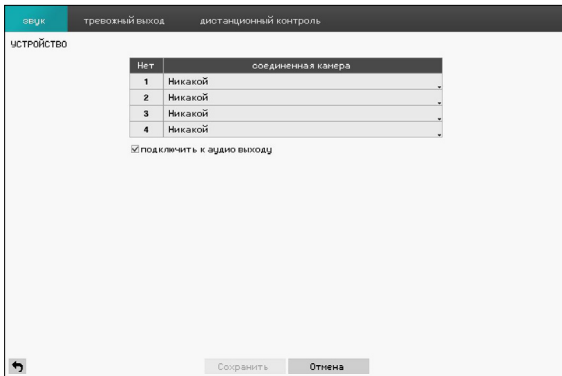 звук тревожный выход дистанционный контроль
УСТРОЙСТВО
Нет соединенная камера
1 Никакой
2 Никакой
3 Никакой
4 Никакой
подключить к аудио выходу
Сохранить Отмена